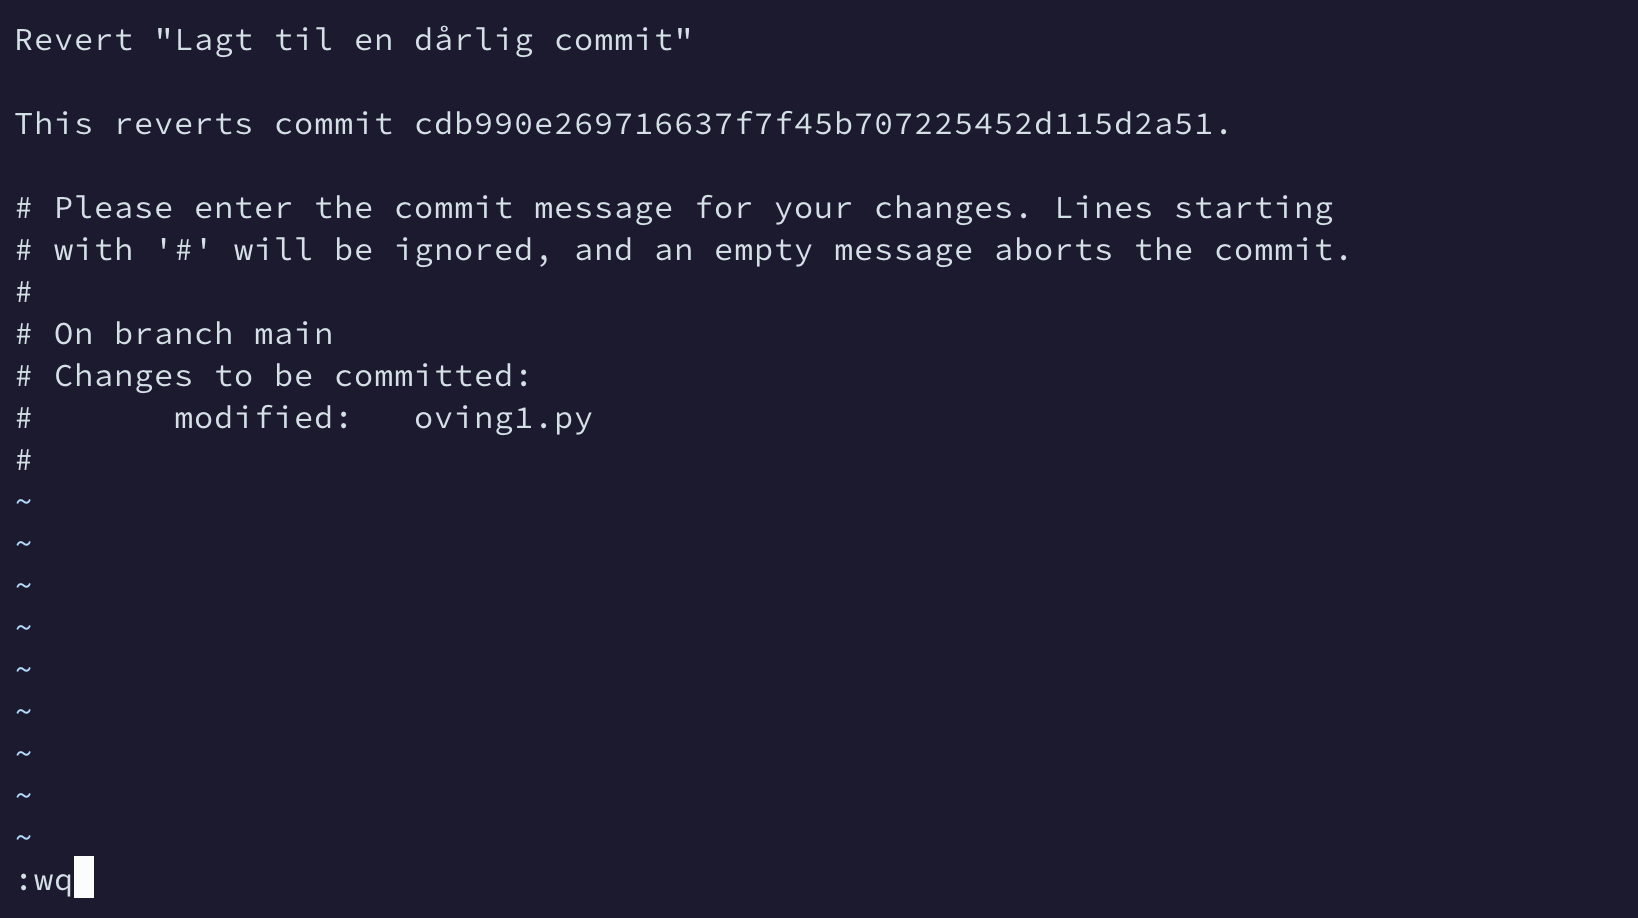 Revert "Lagt til en dårlig commit"
This reverts commit cdb990e269716637f7f45b707225452d115d2a51.
# Please enter the commit message for your changes. Lines starting
# with '#' will be ignored, and an empty message aborts the commit.
#
# On branch main
# Changes to be committed:
#       modified:   oving1.py
#
~
~
~
~
~
~
~
~
~
:wq